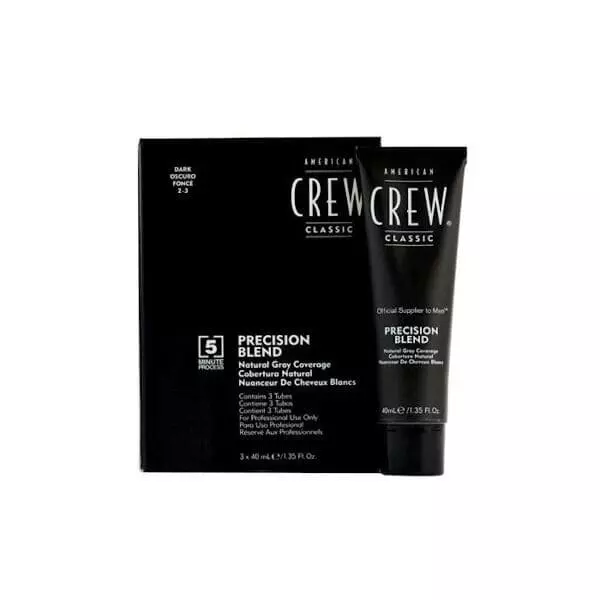 DARK
OSCURO
FONCÉ
2-3
AMERICAN
CREW
CLASSIC
5
MINUTE
PROCESS
PRECISION
BLEND
Natural Gray Coverage
Cobertura Natural
Nuanceur De Cheveux Blancs
Contains 3 Tubes
Contiene 3 Tubos
Contient 3 Tubes
For Professional Use Only
Para Uso Profesional
Réservé Aux Professionnels
3 x 40 mL℮/1.35 Fl. Oz.
AMERICAN
CREW®
CLASSIC
Official Supplier to Men™
PRECISION
BLEND
Natural Gray Coverage
Cobertura Natural
Nuanceur De Cheveux Blancs
40mL℮/1.35 Fl. Oz.